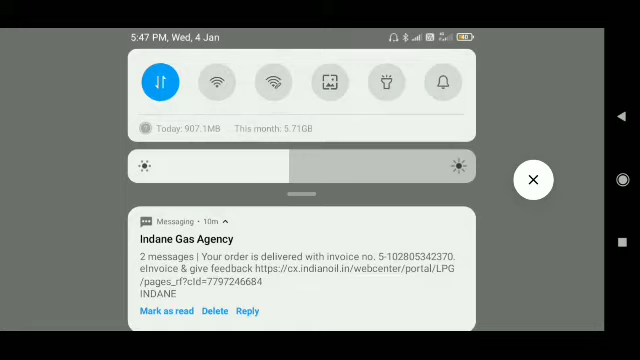 5:47 PM, Wed, 4 Jan
Today: 907.1MB This month: 5.71GB
Messaging • 10m
Indane Gas Agency
2 messages | Your order is delivered with invoice no. 5-102805342370.
eInvoice & give feedback https://cx.indianoil.in/webcenter/portal/LPG
/pages_rf?cId=7797246684
INDANE
Mark as read Delete Reply